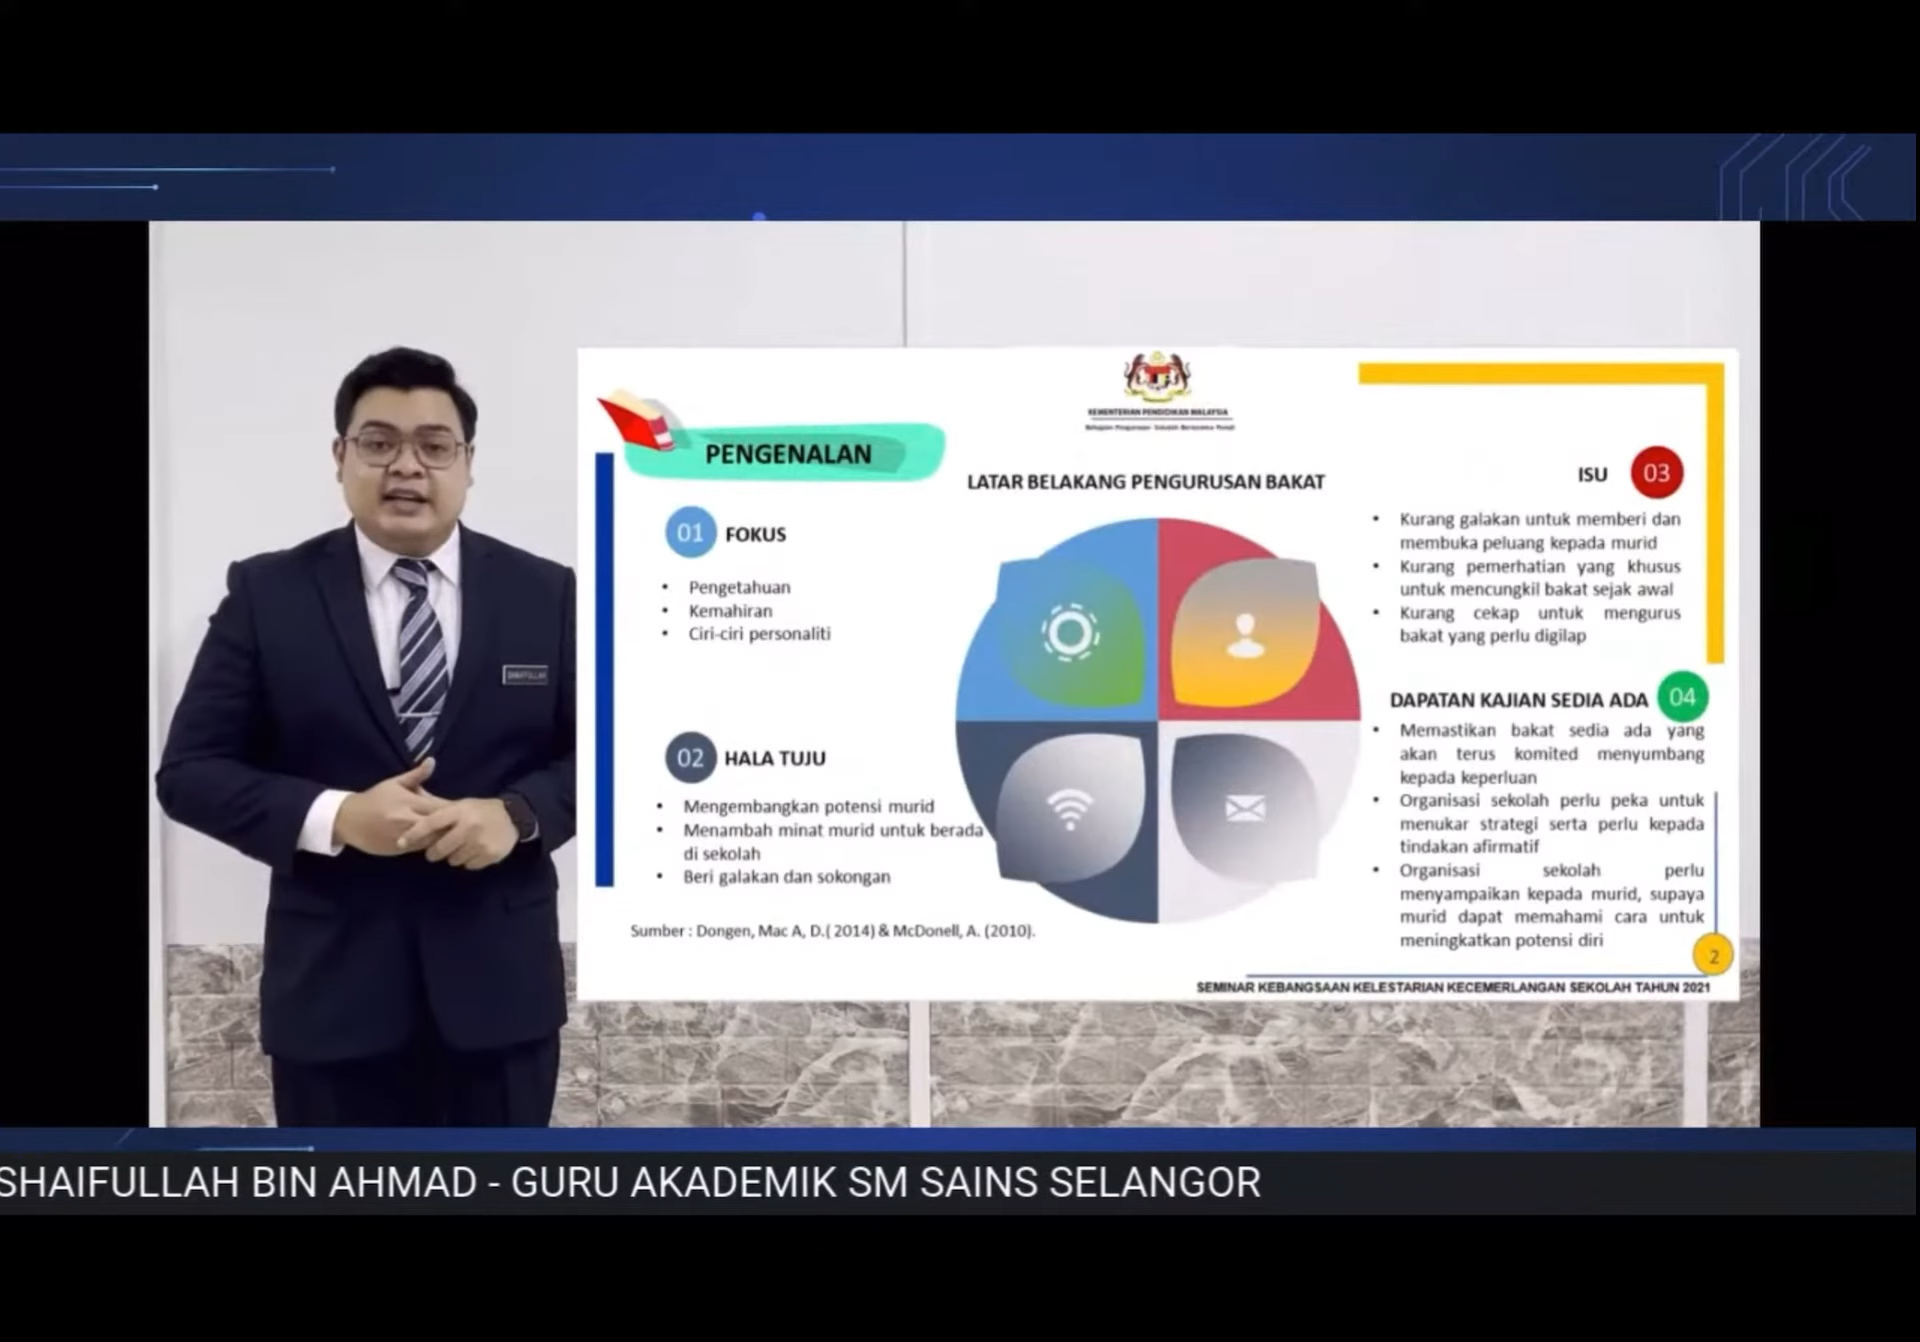 KEMENTERIAN PENDIDIKAN MALAYSIA
PENGENALAN
LATAR BELAKANG PENGURUSAN BAKAT
01 FOKUS
• Pengetahuan
• Kemahiran
• Ciri-ciri personaliti
02 HALA TUJU
• Mengembangkan potensi murid
• Menambah minat murid untuk berada
di sekolah
• Beri galakan dan sokongan
Sumber : Dongen, Mac A, D.( 2014) & McDonell, A. (2010).
ISU 03
• Kurang galakan untuk memberi dan
membuka peluang kepada murid
• Kurang pemerhatian yang khusus
untuk mencungkil bakat sejak awal
• Kurang cekap untuk mengurus
bakat yang perlu digilap
DAPATAN KAJIAN SEDIA ADA 04
• Memastikan bakat sedia ada yang
akan terus komited menyumbang
kepada keperluan
• Organisasi sekolah perlu peka untuk
menukar strategi serta perlu kepada
tindakan afirmatif
• Organisasi sekolah perlu
menyampaikan kepada murid, supaya
murid dapat memahami cara untuk
meningkatkan potensi diri
2
SEMINAR KEBANGSAAN KELESTARIAN KECEMERLANGAN SEKOLAH TAHUN 2021
SHAIFULLAH BIN AHMAD - GURU AKADEMIK SM SAINS SELANGOR